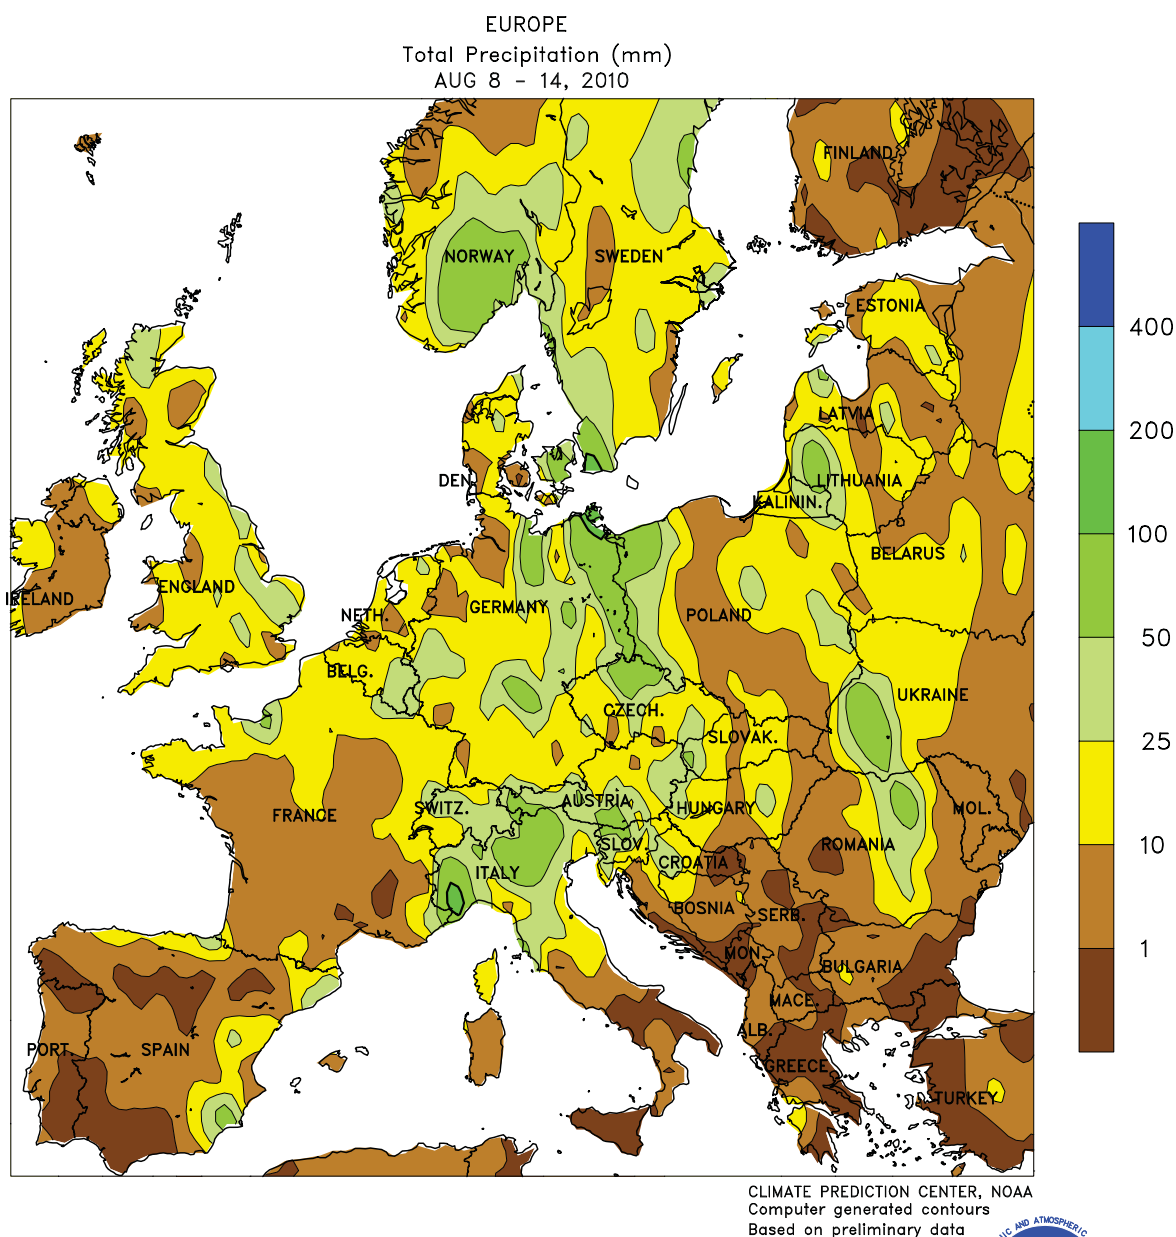 EUROPE
Total Precipitation (mm)
AUG 8 - 14, 2010
FINLAND
NORWAY
SWEDEN
ESTONIA
400
LATVIA
200
DEN.
LITHUANIA
KALININ.
100
BELARUS
IRELAND
ENGLAND
NETH.
GERMANY
POLAND
50
BELG.
UKRAINE
CZECH.
SLOVAK.
25
FRANCE
SWITZ.
AUSTRIA
HUNGARY
MOL.
SLOV.
ROMANIA
10
ITALY
CROATIA
BOSNIA
SERB.
MON.
BULGARIA
1
MACE.
ALB.
PORT.
SPAIN
GREECE
TURKEY
CLIMATE PREDICTION CENTER, NOAA
Computer generated contours
Based on preliminary data
AND ATMOSPHERIC